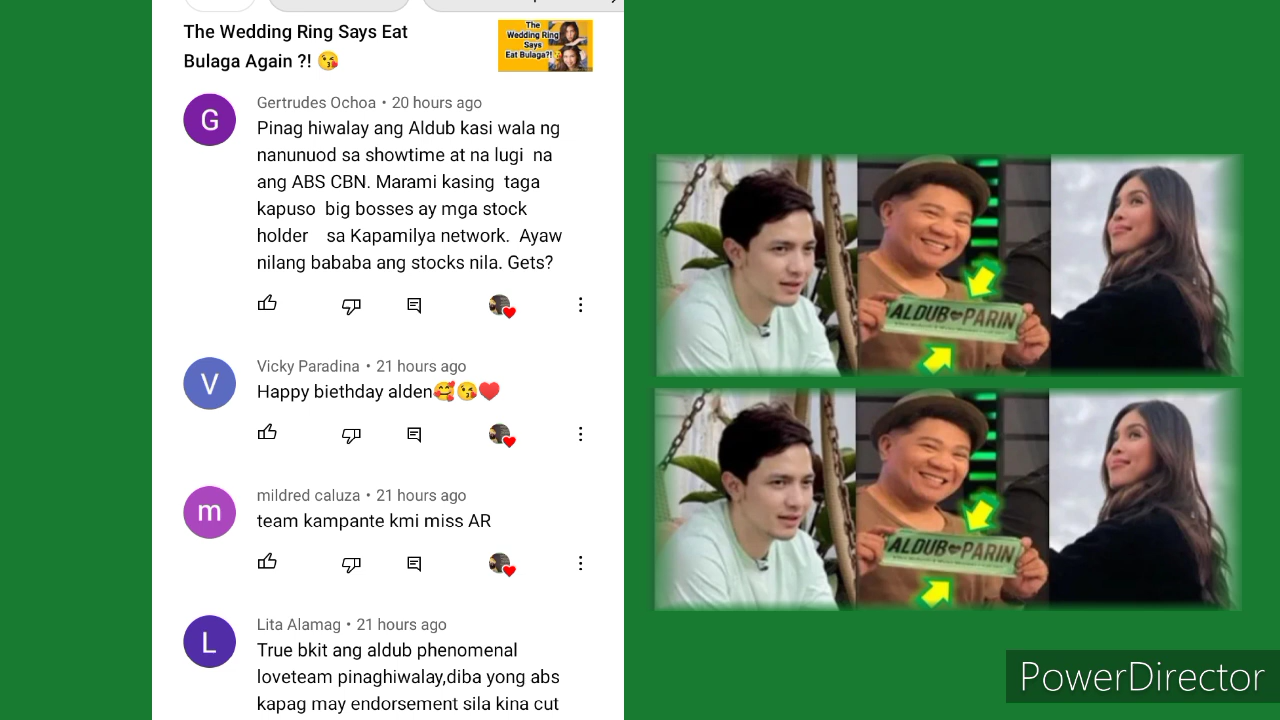 The Wedding Ring Says Eat
Bulaga Again ?! 😘
The
Wedding Ring
Says
Eat Bulaga?!
G
Gertrudes Ochoa • 20 hours ago
Pinag hiwalay ang Aldub kasi wala ng
nanunuod sa showtime at na lugi na
ang ABS CBN. Marami kasing taga
kapuso big bosses ay mga stock
holder sa Kapamilya network. Ayaw
nilang bababa ang stocks nila. Gets?
V
Vicky Paradina • 21 hours ago
Happy biethday alden🥰😘♥️
m
mildred caluza • 21 hours ago
team kampante kmi miss AR
L
Lita Alamag • 21 hours ago
True bkit ang aldub phenomenal
loveteam pinaghiwalay,diba yong abs
kapag may endorsement sila kina cut
ALDUB PARIN
ALDUB PARIN
PowerDirector